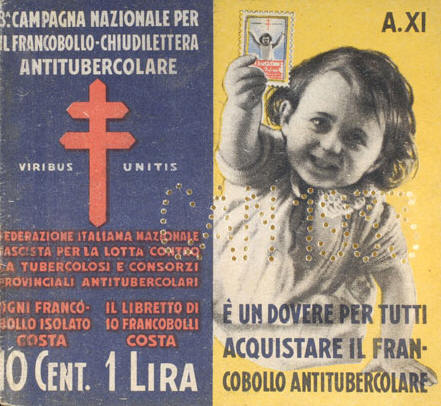 8ª CAMPAGNA NAZIONALE PER
IL FRANCOBOLLO-CHIUDILETTERA
ANTITUBERCOLARE
VIRIBUS UNITIS
FEDERAZIONE ITALIANA NAZIONALE
FASCISTA PER LA LOTTA CONTRO
LA TUBERCOLOSI E CONSORZI
PROVINCIALI ANTITUBERCOLARI
OGNI FRANCO-
BOLLO ISOLATO
COSTA
10 CENT.
IL LIBRETTO DI
10 FRANCOBOLLI
COSTA
1 LIRA
A.XI
È UN DOVERE PER TUTTI
ACQUISTARE IL FRAN-
COBOLLO ANTITUBERCOLARE